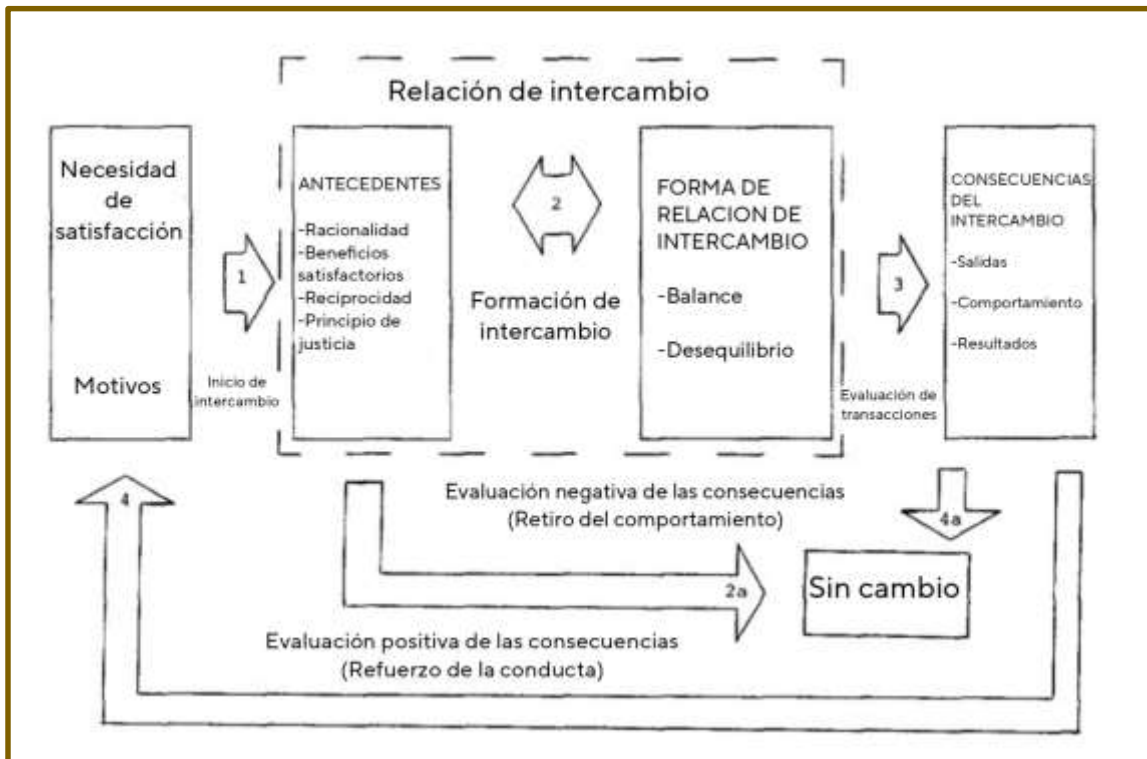 Relación de intercambio
Necesidad
de
satisfacción
Motivos
1
Inicio de
intercambio
ANTECEDENTES
-Racionalidad
-Beneficios
satisfactorios
-Reciprocidad
-Principio de
justicia
2
Formación de
intercambio
FORMA DE
RELACION DE
INTERCAMBIO
-Balance
-Desequilibrio
3
Evaluación de
transacciones
CONSECUENCIAS
DEL
INTERCAMBIO
-Salidas
-Comportamiento
-Resultados
4
Evaluación negativa de las consecuencias
(Retiro del comportamiento)
4a
2a
Sin cambio
Evaluación positiva de las consecuencias
(Refuerzo de la conducta)